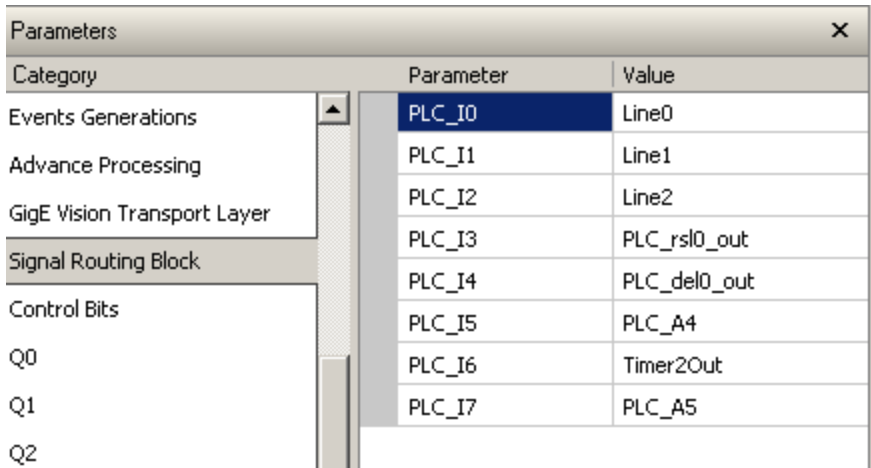 Parameters
Category
Events Generations
Advance Processing
GigE Vision Transport Layer
Signal Routing Block
Control Bits
Q0
Q1
Q2
Parameter Value
PLC_I0 Line0
PLC_I1 Line1
PLC_I2 Line2
PLC_I3 PLC_rsl0_out
PLC_I4 PLC_del0_out
PLC_I5 PLC_A4
PLC_I6 Timer2Out
PLC_I7 PLC_A5